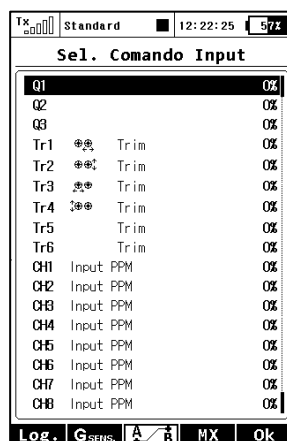 Tx Standard 12:22:25 57%
Sel. Comando Input
Q1 0%
Q2 0%
Q3 0%
Tr1 Trim 0%
Tr2 Trim 0%
Tr3 Trim 0%
Tr4 Trim 0%
Tr5 Trim 0%
Tr6 Trim 0%
CH1 Input PPM 0%
CH2 Input PPM 0%
CH3 Input PPM 0%
CH4 Input PPM 0%
CH5 Input PPM 0%
CH6 Input PPM 0%
CH7 Input PPM 0%
CH8 Input PPM 0%
Log. GSENS. A/B MX Ok